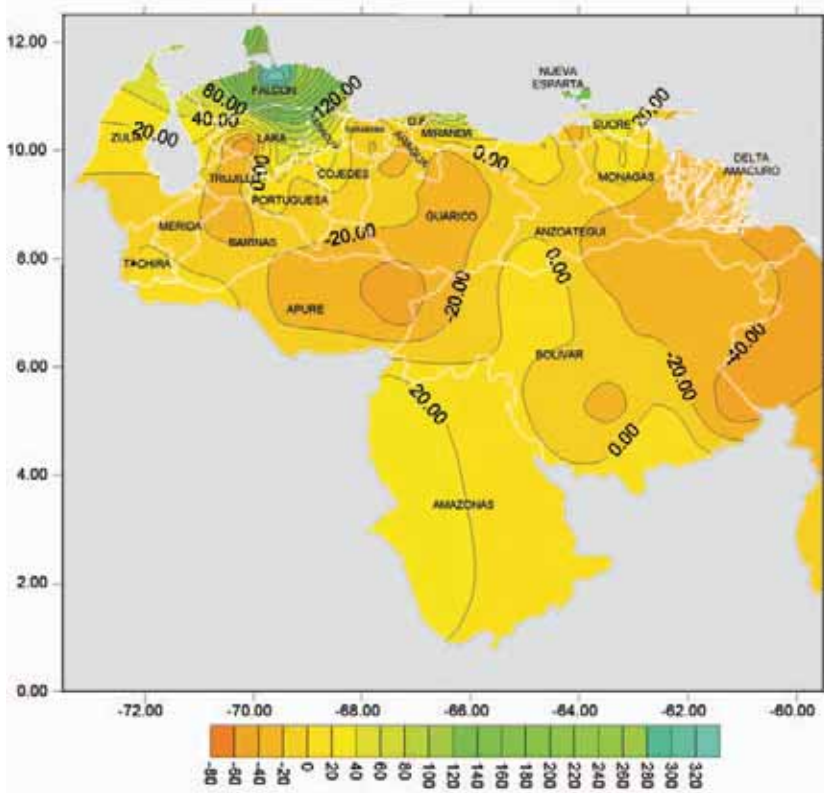 12.00
10.00
8.00
6.00
4.00
2.00
0.00
FALCON
80.00
120.00
40.00
20.00
ZULIA
LARA
0.00
TRUJILLO
PORTUGUESA
COJEDES
ARAGUA
D.F.
MIRANDA
NUEVA
ESPARTA
SUCRE
20.00
0.00
MONAGAS
DELTA
AMACURO
GUARICO
ANZOATEGUI
MERIDA
BARINAS
-20.00
T CHIRA
APURE
-20.00
0.00
BOLIVAR
-20.00
-40.00
20.00
0.00
AMAZONAS
-72.00 -70.00 -68.00 -66.00 -64.00 -62.00 -60.00
-80 -60 -40 -20 0 20 40 60 80 100 120 140 160 180 200 220 240 260 280 320